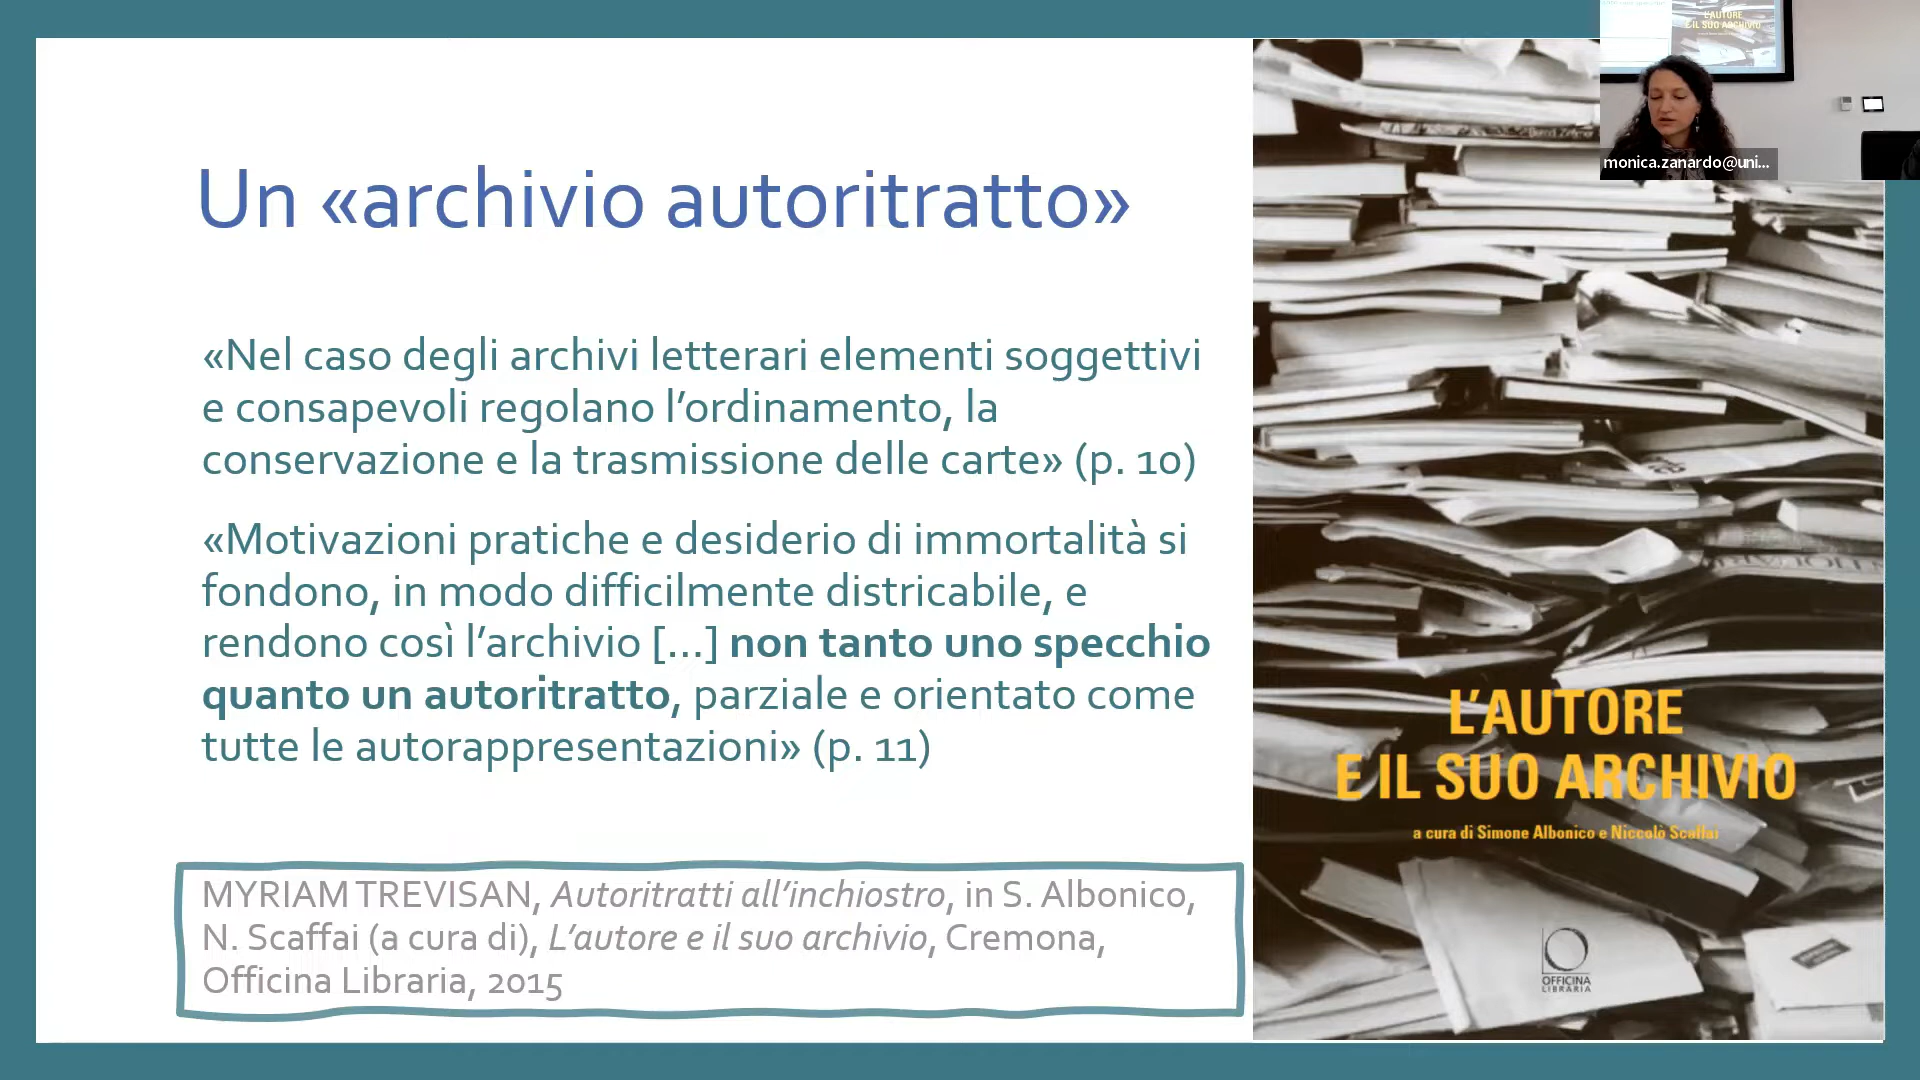 Un «archivio autoritratto»
«Nel caso degli archivi letterari elementi soggettivi
e consapevoli regolano l’ordinamento, la
conservazione e la trasmissione delle carte» (p. 10)
«Motivazioni pratiche e desiderio di immortalità si
fondono, in modo difficilmente districabile, e
rendono così l’archivio [...] non tanto uno specchio
quanto un autoritratto, parziale e orientato come
tutte le autorappresentazioni» (p. 11)
MYRIAM TREVISAN, Autoritratti all’inchiostro, in S. Albonico,
N. Scaffai (a cura di), L’autore e il suo archivio, Cremona,
Officina Libraria, 2015
L'AUTORE
E IL SUO ARCHIVIO
monica.zanardo@uni...
L'AUTORE
E IL SUO ARCHIVIO
a cura di Simone Albonico e Niccolò Scaffai
OFFICINA
LIBRARIA